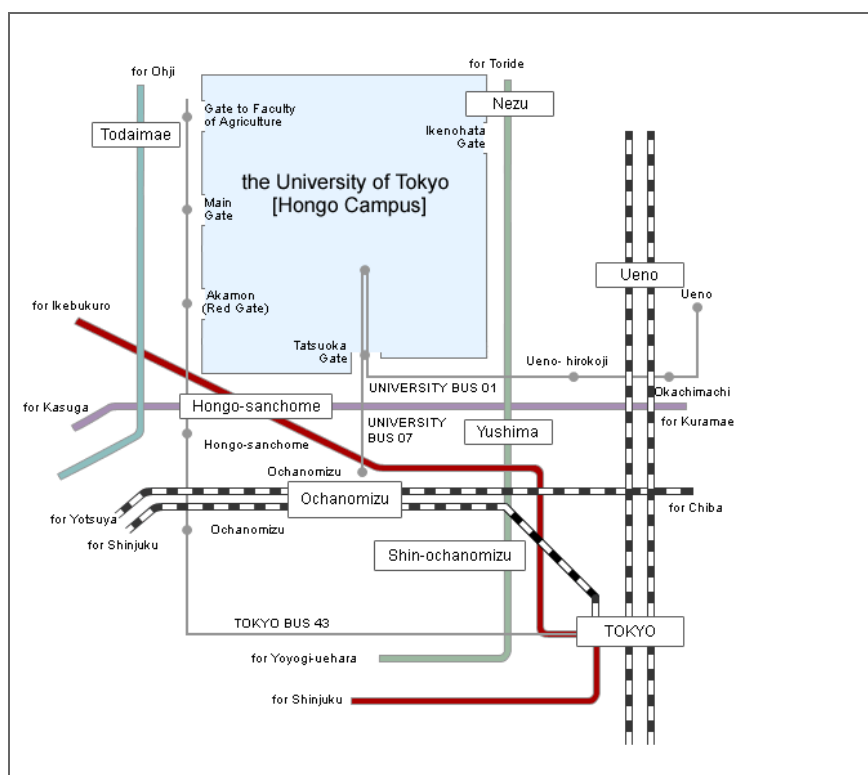 for Ohji
for Toride
Nezu
Gate to Faculty
of Agriculture
Todaimae
Ikenohata
Gate
the University of Tokyo
[Hongo Campus]
Main
Gate
Ueno
Akamon
(Red Gate)
Ueno
for Ikebukuro
Tatsuoka
Gate
Ueno- hirokoji
UNIVERSITY BUS 01
Okachimachi
for Kasuga
Hongo-sanchome
UNIVERSITY
BUS 07
for Kuramae
Yushima
Hongo-sanchome
Ochanomizu
Ochanomizu
for Chiba
for Yotsuya
Ochanomizu
for Shinjuku
Shin-ochanomizu
TOKYO BUS 43
TOKYO
for Yoyogi-uehara
for Shinjuku